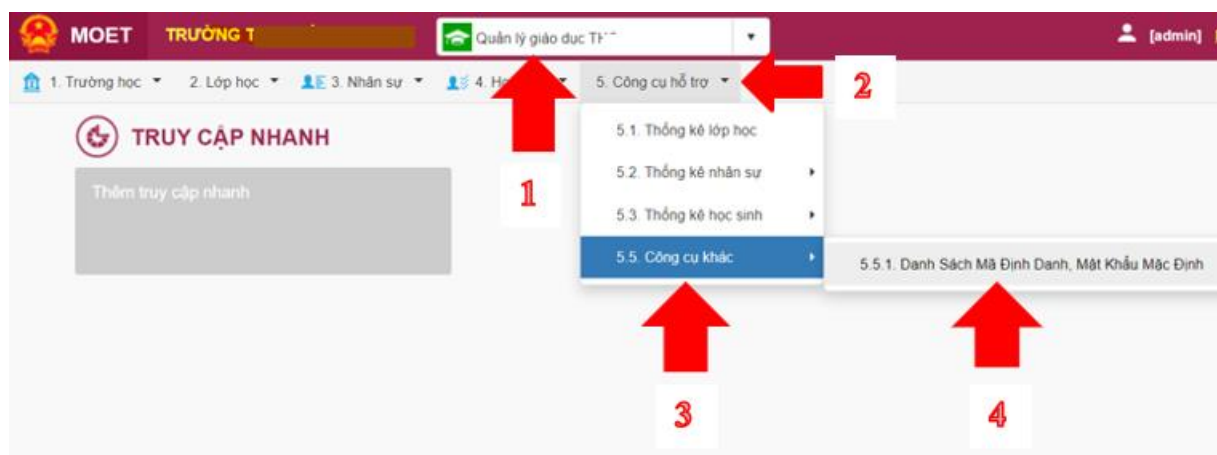 MOET TRƯỜNG T
Quản lý giáo dục TH
[admin]
1. Trường học 2. Lớp học 3. Nhân sự 4. 5. Công cụ hỗ trợ
2
TRUY CẬP NHANH
Thêm truy cập nhanh
5.1. Thống kê lớp học
5.2. Thống kê nhân sự
1
5.3. Thống kê học sinh
5.5. Công cụ khác
5.5.1. Danh Sách Mã Định Danh, Mật Khẩu Mặc Định
3
4